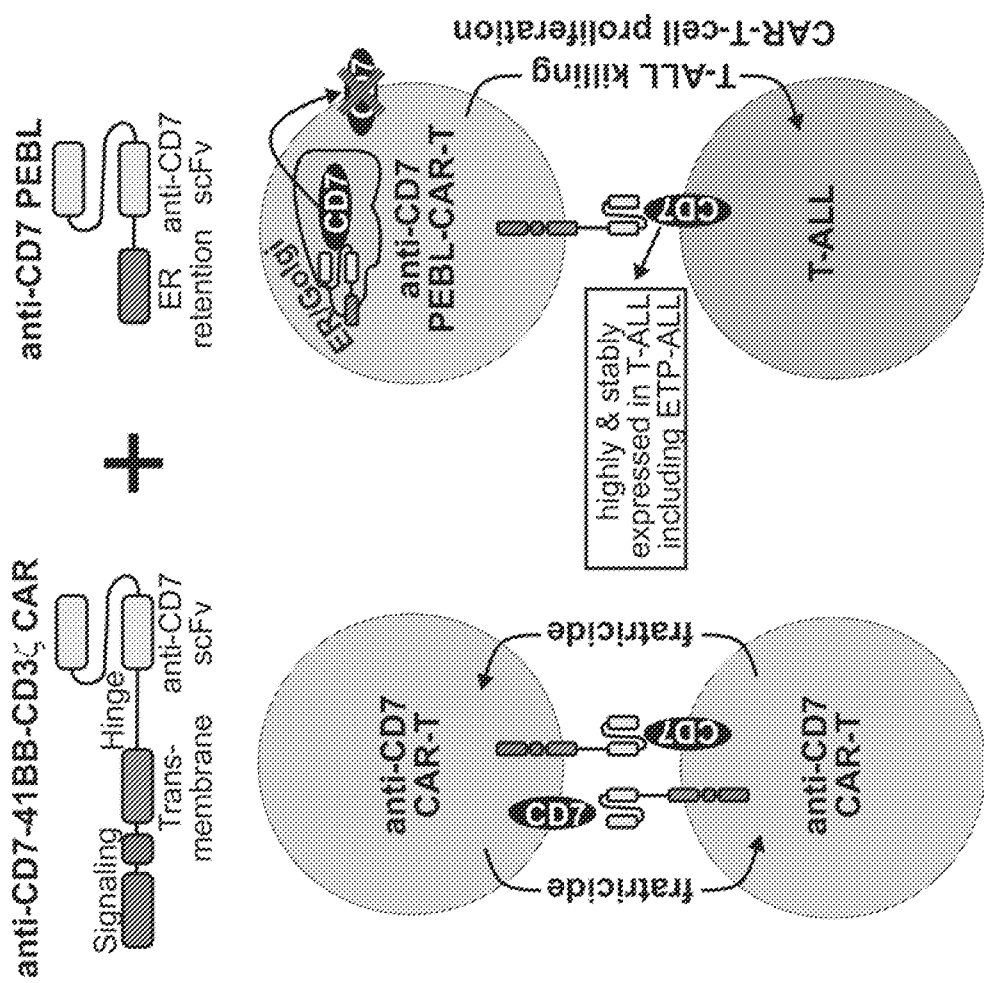 anti-CD7-41BB-CD3ζ CAR
Signaling
Hinge
Trans-
membrane
anti-CD7
scFv
+
anti-CD7 PEBL
ER
retention
anti-CD7
scFv
anti-CD7
CAR-T
fratricide
fratricide
CD7
CD7
anti-CD7
CAR-T
ER/Golgi
CD7
C 7
anti-CD7
PEBL-CAR-T
CD7
highly & stably
expressed in T-ALL
including ETP-ALL
T-ALL
T-ALL killing
CAR-T-cell proliferation